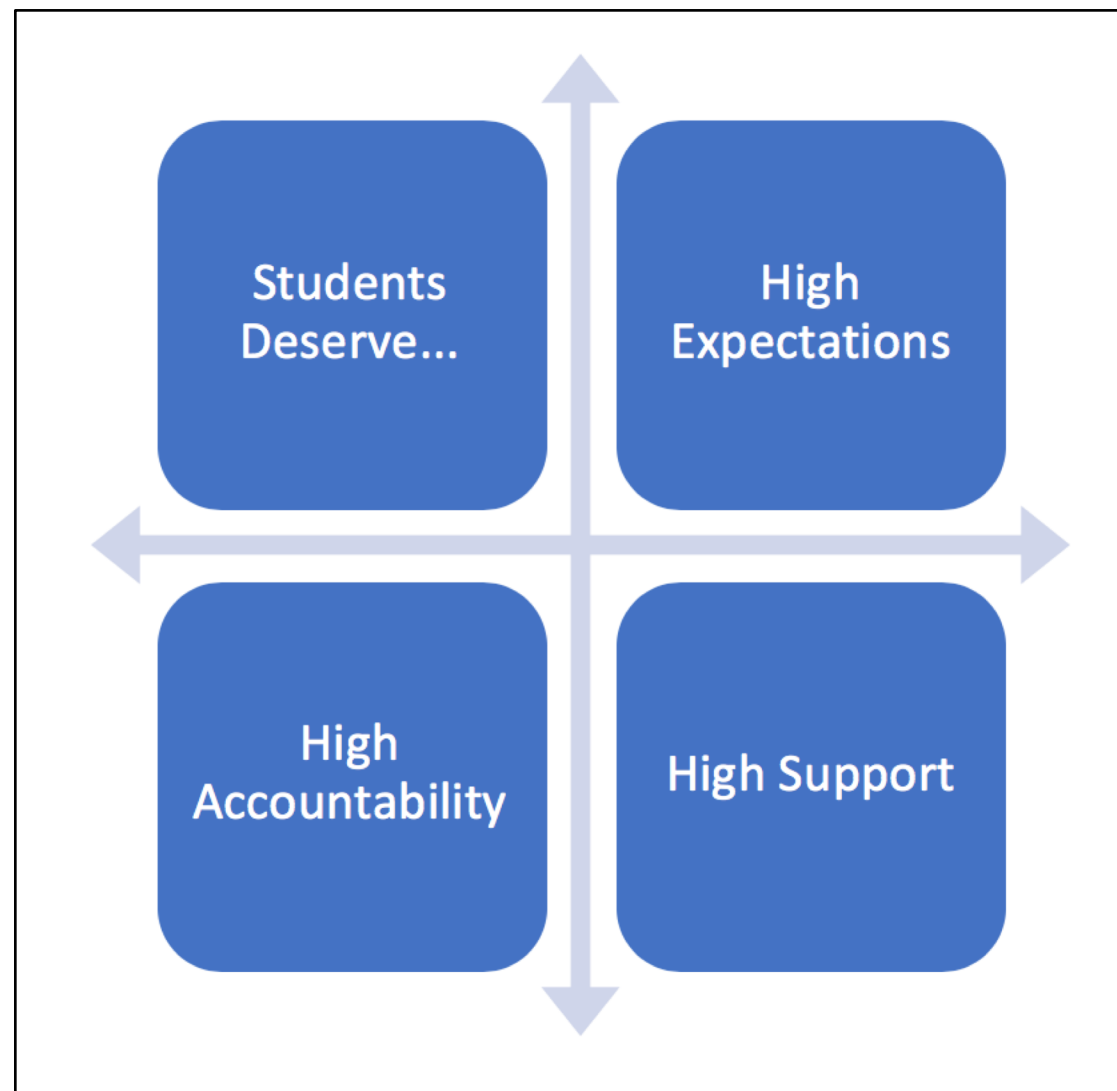 Students
Deserve...
High
Expectations
High
Accountability
High Support